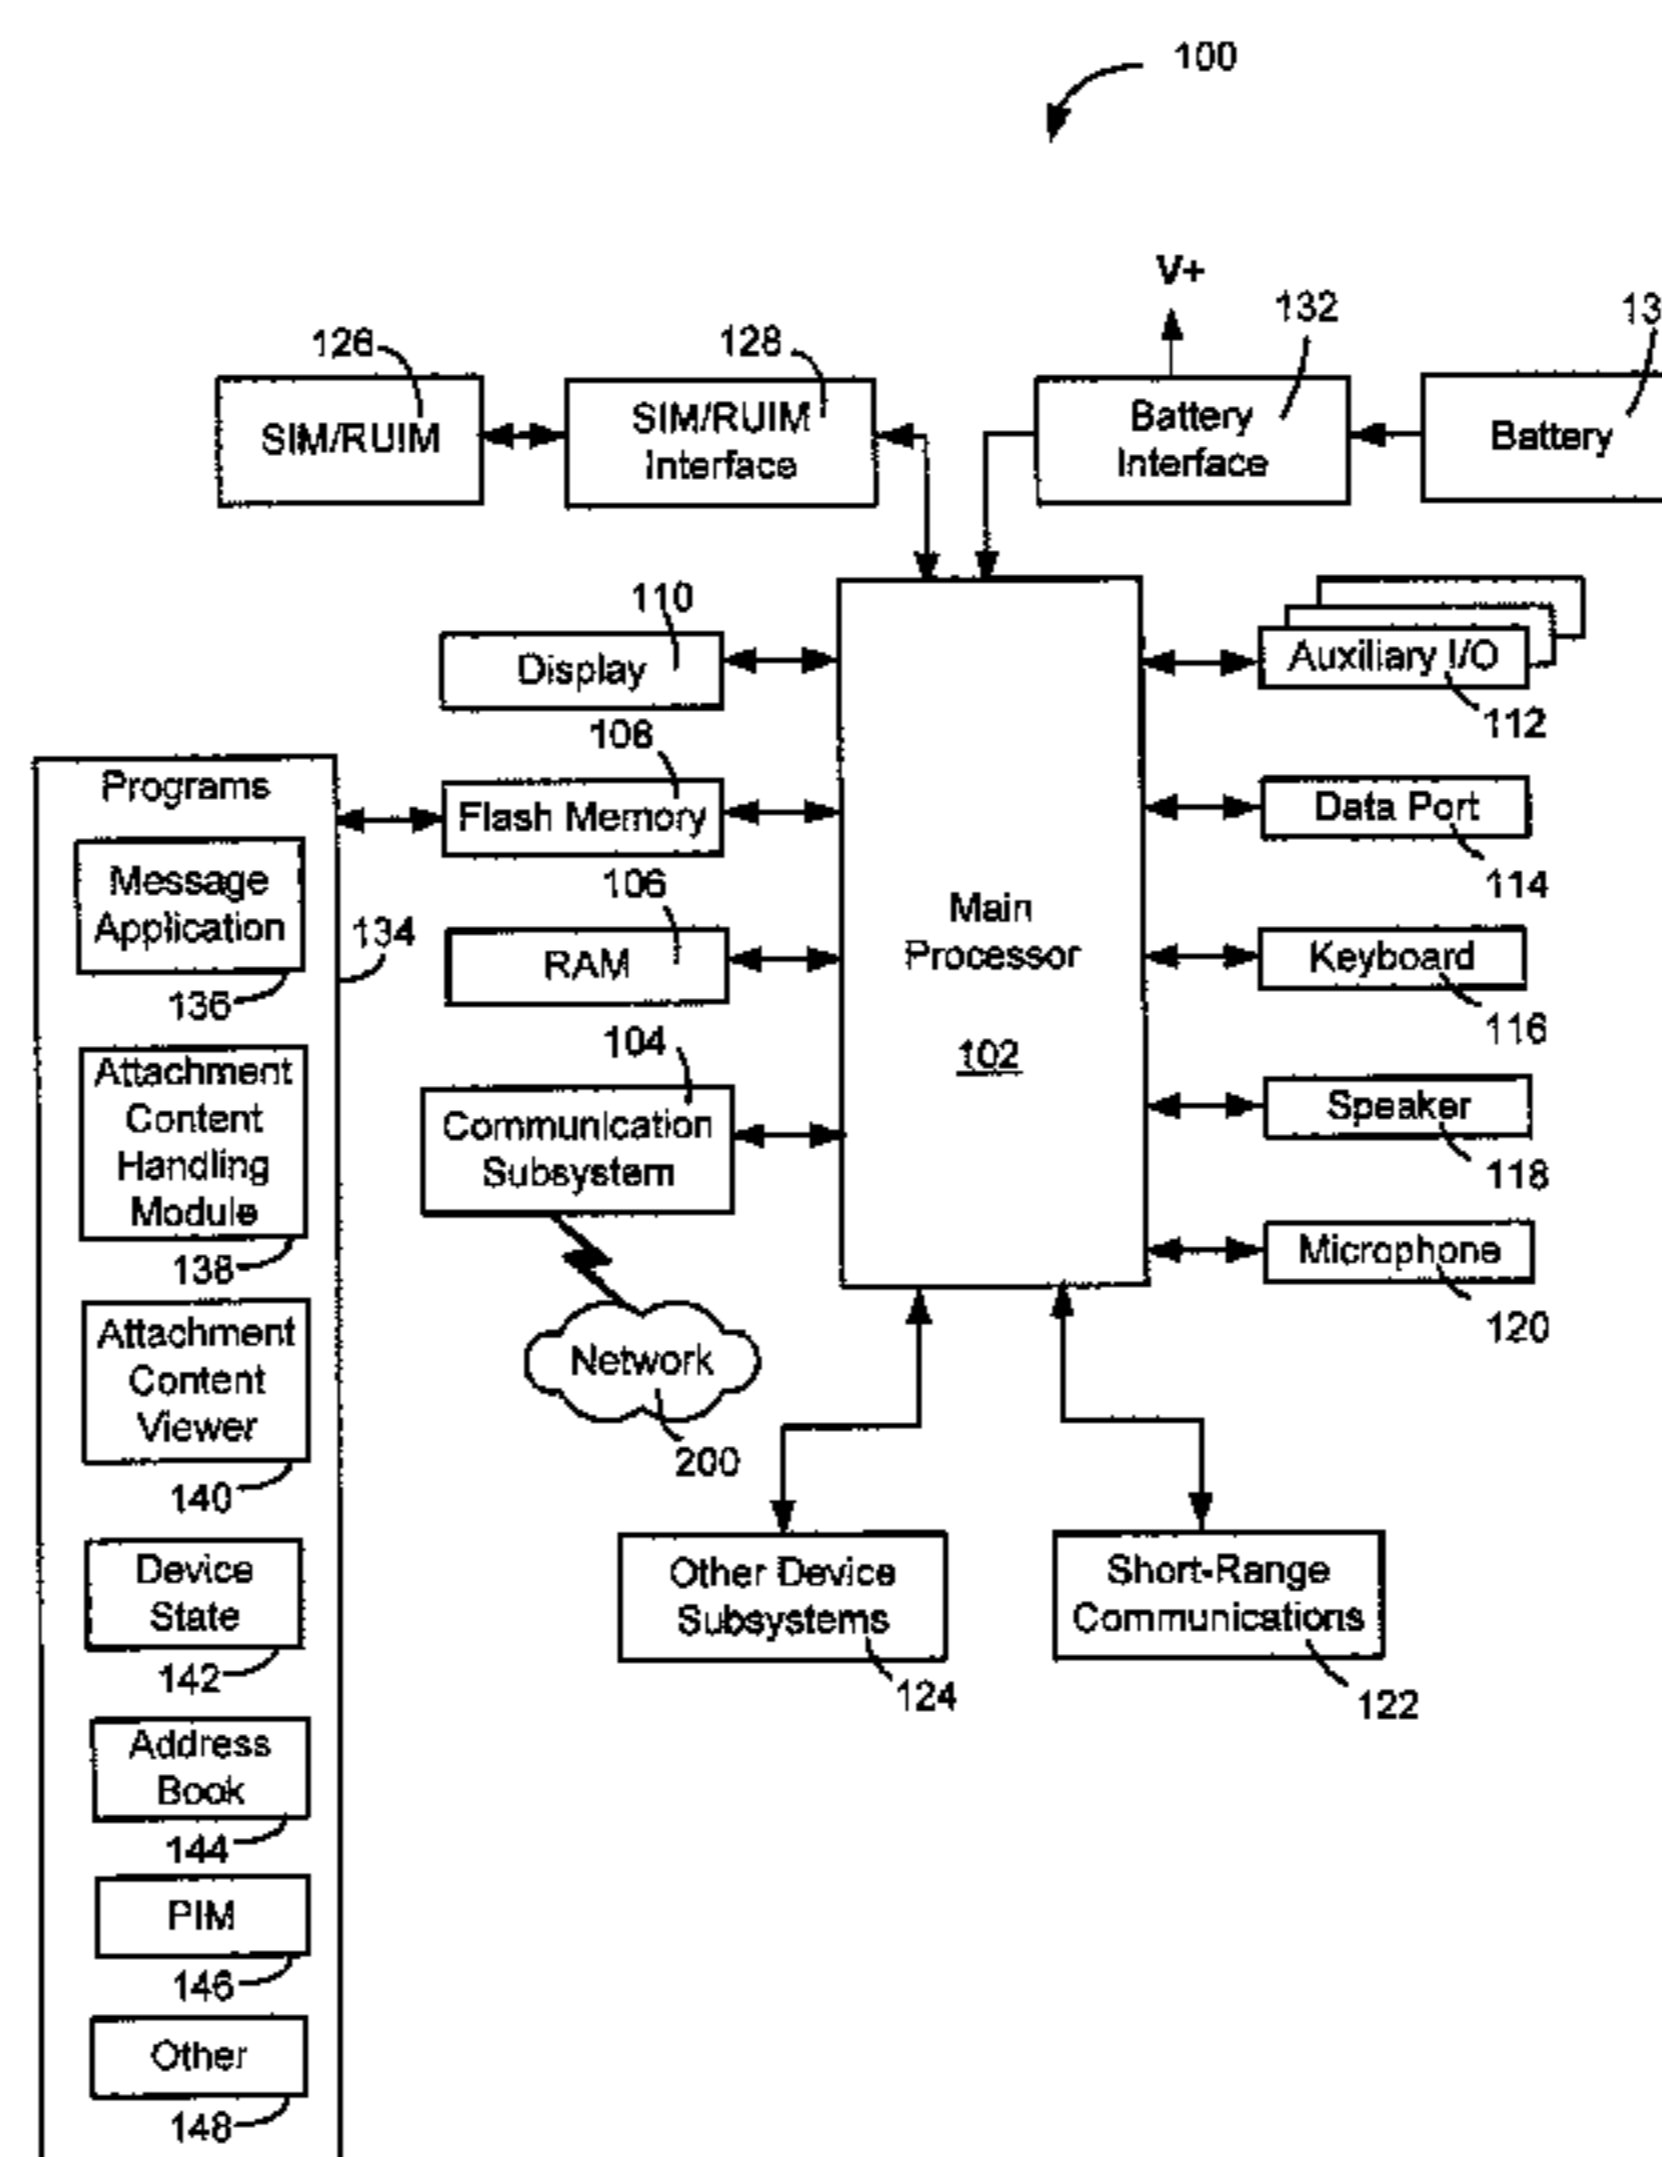 100
V+
126
128
132
13
SIM/RUIM
SIM/RUIM
Interface
Battery
Interface
Battery
110
Display
Auxiliary I/O
112
108
Programs
Flash Memory
Data Port
114
Message
Application
136
134
106
RAM
Main
Processor
102
Keyboard
116
Attachment
Content
Handling
Module
138
104
Communication
Subsystem
Speaker
118
Microphone
120
Attachment
Content
Viewer
140
Network
200
Device
State
142
Other Device
Subsystems
124
Short-Range
Communications
122
Address
Book
144
PIM
146
Other
148